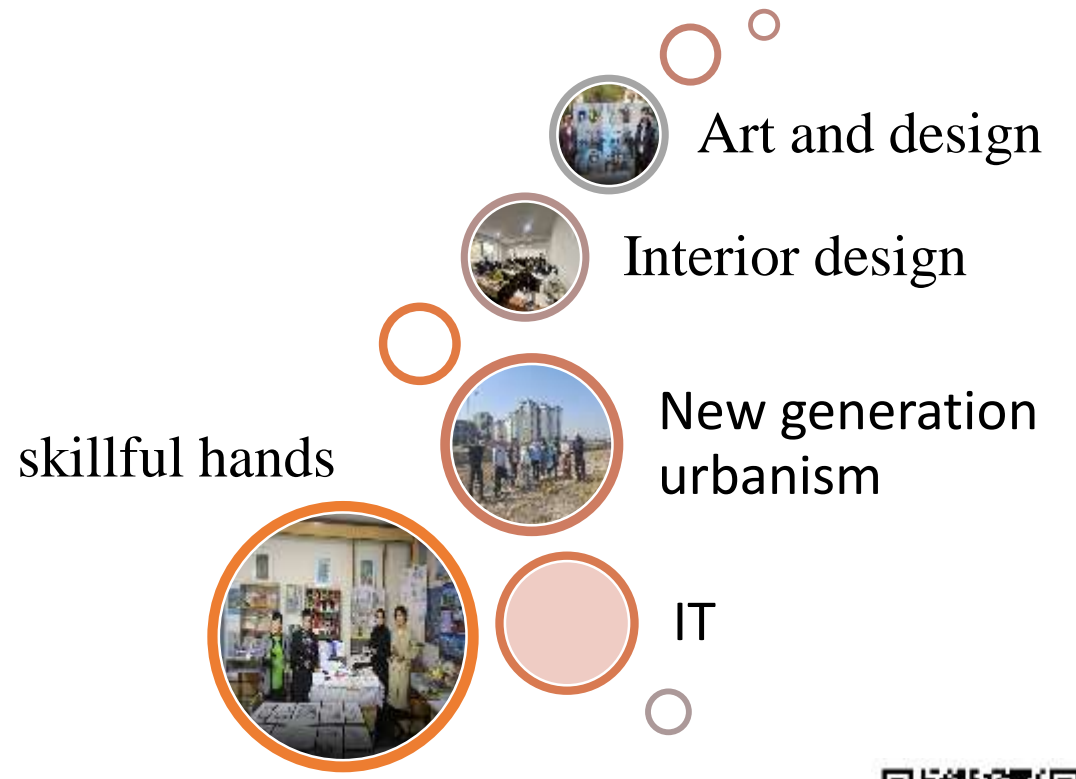 Art and design
Interior design
New generation
urbanism
skillful hands
IT